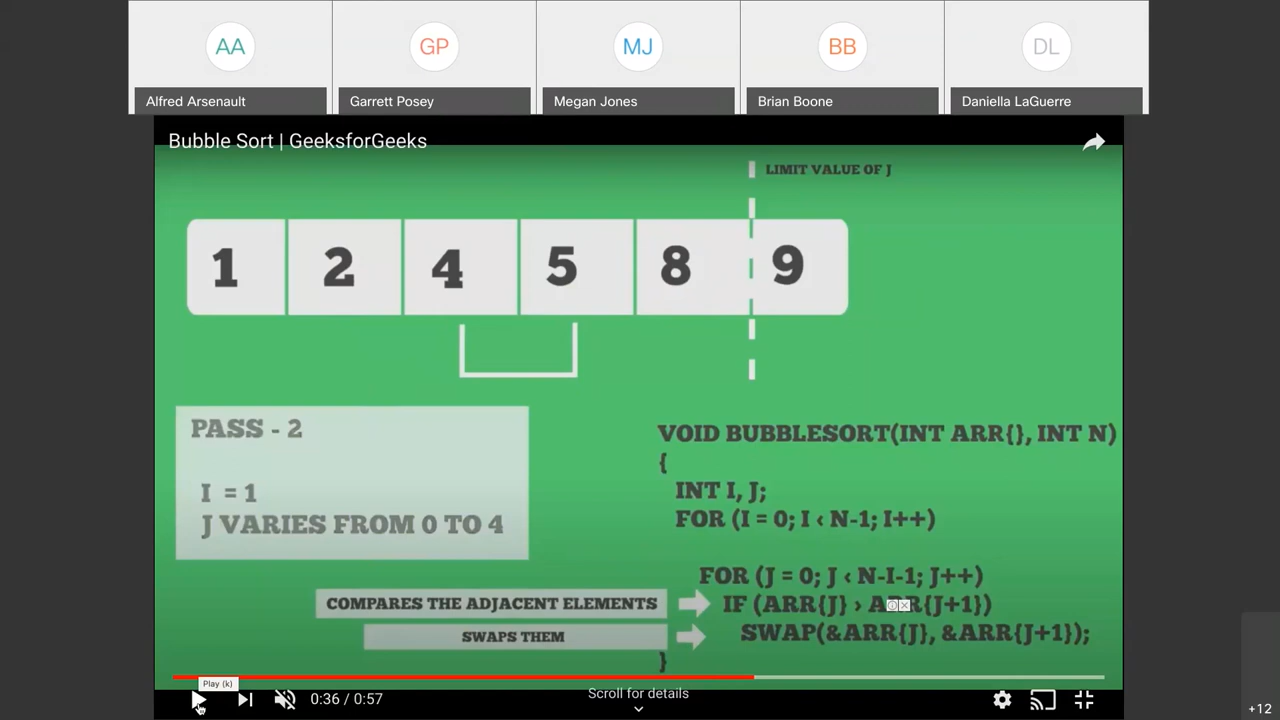 AA GP MJ BB DL
Alfred Arsenault Garrett Posey Megan Jones Brian Boone Daniella LaGuerre
Bubble Sort | GeeksforGeeks
LIMIT VALUE OF J
1 2 4 5 8 9
PASS - 2
I = 1
J VARIES FROM 0 TO 4
VOID BUBBLESORT(INT ARR{}, INT N)
{
INT I, J;
FOR (I = 0; I < N-1; I++)
FOR (J = 0; J < N-I-1; J++)
COMPARES THE ADJACENT ELEMENTS IF (ARR{J} > ARR{J+1})
SWAPS THEM SWAP(&ARR{J}, &ARR{J+1});
}
Play (k)
0:36 / 0:57
Scroll for details
+12